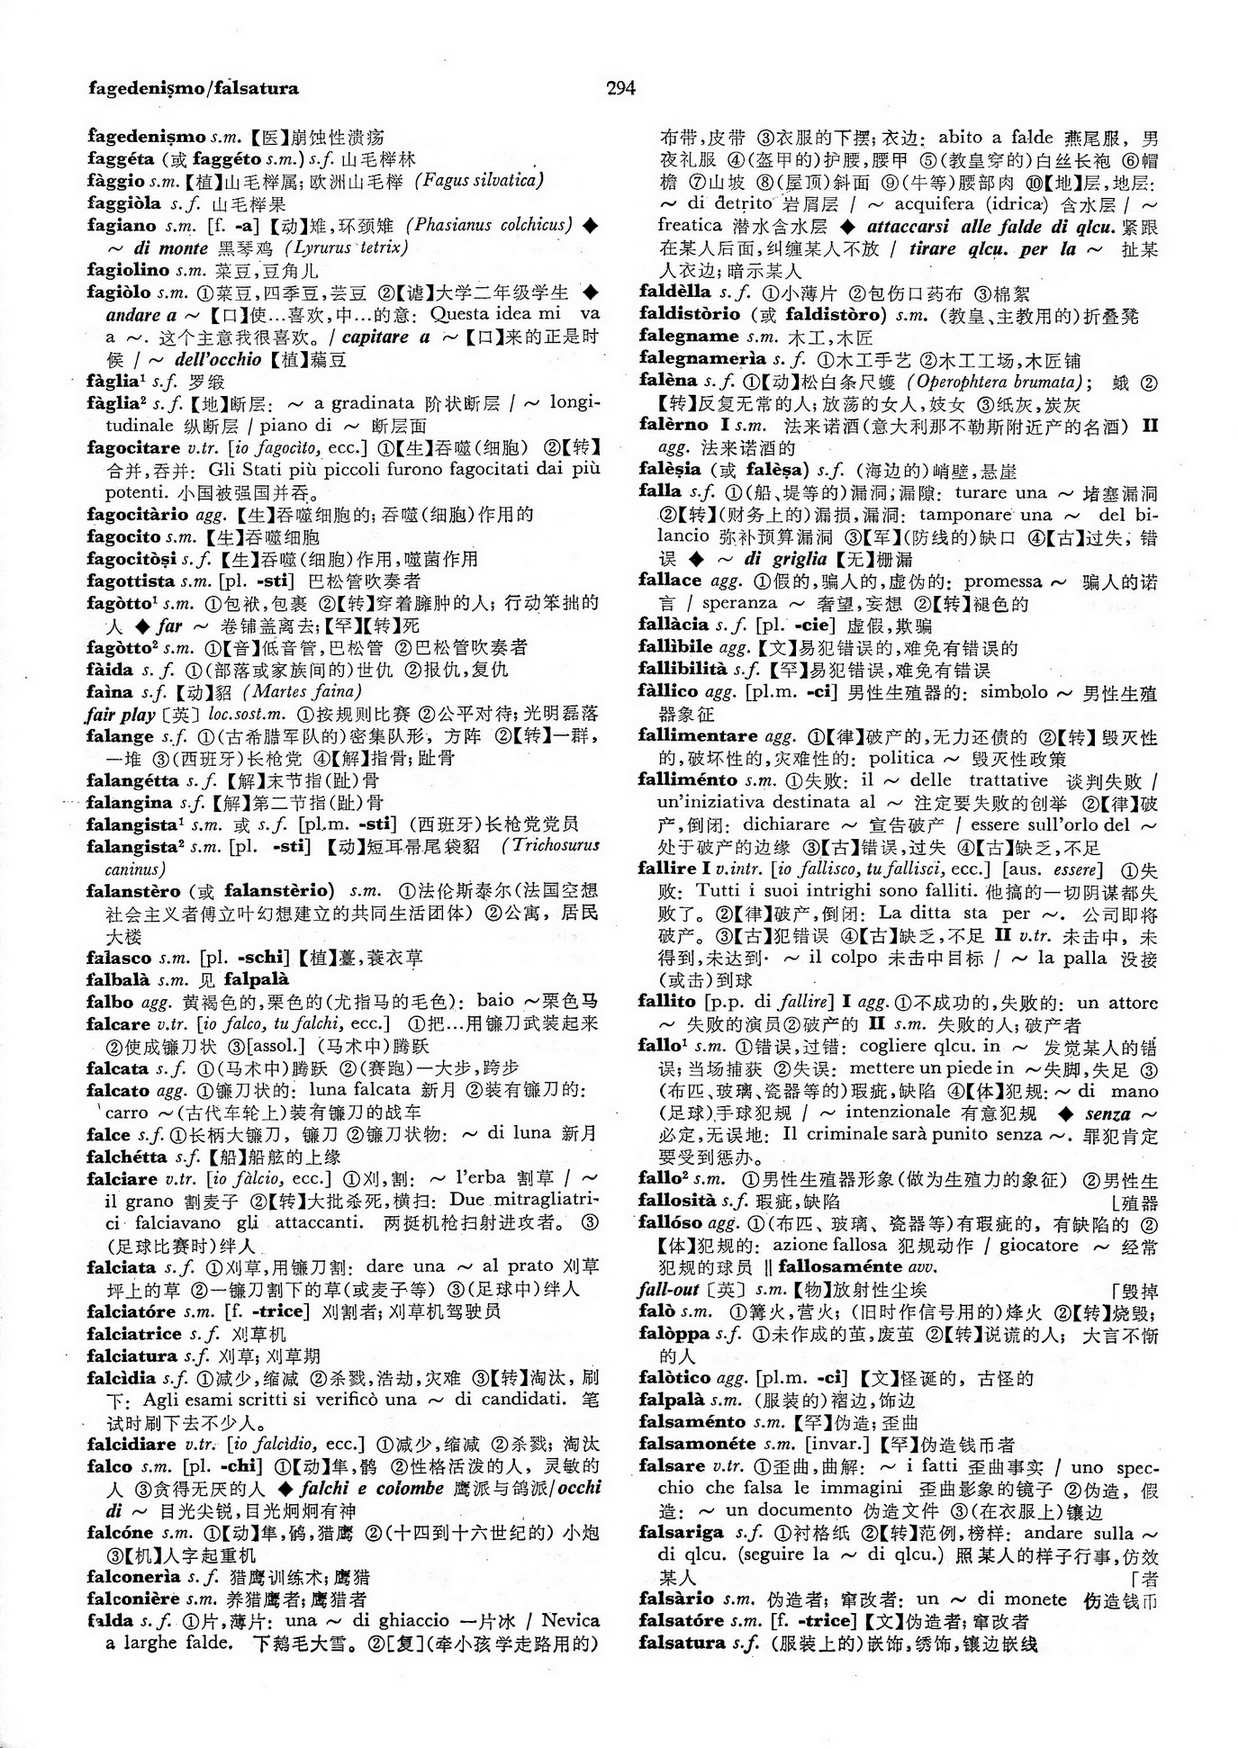 fagedenişmo/falsatura
294
fagedenişmo s.m. 【医】崩蚀性溃疡
faggéta (或 faggéto s.m.) s.f. 山毛榉林
fàggio s.m.【植】山毛榉属; 欧洲山毛榉 (Fagus silvatica)
faggiòla s. f. 山毛榉果
fagiano s.m. [f. -a] 【动】雉,环颈雉 (Phasianus colchicus) ◆
~ di monte 黑琴鸡 (Lyrurus tetrix)
fagiolino s.m. 菜豆,豆角儿
fagiòlo s.m. ①菜豆,四季豆,芸豆 ②【谑】大学二年级学生 ◆
andare a ~ 【口】使…喜欢,中…的意: Questa idea mi va
a ~. 这个主意我很喜欢。/ capitare a ~【口】来的正是时
候 / ~ dell'occhio 【植】藊豆
fàglia¹ s.f. 罗缎
fàglia² s.f.【地】断层: ~ a gradinata 阶状断层 / ~ longi-
tudinale 纵断层 / piano di ~ 断层面
fagocitare v.tr. [io fagocito, ecc.] ①【生】吞噬(细胞) ②【转】
合并,吞并: Gli Stati più piccoli furono fagocitati dai più
potenti. 小国被强国并吞。
fagocitàrio agg. 【生】吞噬细胞的; 吞噬(细胞)作用的
fagocito s.m. 【生】吞噬细胞
fagocitòşi s.f. 【生】吞噬(细胞)作用,噬菌作用
fagottista s.m. [pl. -sti] 巴松管吹奏者
fagòtto¹ s.m. ①包袱,包裹 ②【转】穿着臃肿的人; 行动笨拙的
人 ◆ far ~ 卷铺盖离去;【罕】【转】死
fagòtto² s.m. ①【音】低音管,巴松管 ②巴松管吹奏者
fàida s. f. ①(部落或家族间的)世仇 ②报仇,复仇
faìna s.f. 【动】貂 (Martes faina)
fair play〔英〕loc.sost.m. ①按规则比赛 ②公平对待; 光明磊落
falange s.f. ①(古希腊军队的)密集队形, 方阵 ②【转】一群,
一堆 ③(西班牙)长枪党 ④【解】指骨; 趾骨
falangétta s.f.【解】末节指(趾)骨
falangina s.f.【解】第二节指(趾)骨
falangista¹ s.m. 或 s.f. [pl.m. -sti] (西班牙)长枪党党员
falangista² s.m. [pl. -sti] 【动】短耳帚尾袋貂 (Trichosurus
caninus)
falanstèro (或 falanstèrio) s.m. ①法伦斯泰尔(法国空想
社会主义者傅立叶幻想建立的共同生活团体) ②公寓, 居民
大楼
falasco s.m. [pl. -schi]【植】薹,蓑衣草
falbalà s.m. 见 falpalà
falbo agg. 黄褐色的,栗色的(尤指马的毛色): baio ~栗色马
falcare v.tr. [io falco, tu falchi, ecc.] ①把…用镰刀武装起来
②使成镰刀状 ③[assol.] (马术中)腾跃
falcata s.f. ①(马术中)腾跃 ②(赛跑)一大步,跨步
falcato agg. ①镰刀状的: luna falcata 新月 ②装有镰刀的:
carro ~(古代车轮上)装有镰刀的战车
falce s.f. ①长柄大镰刀, 镰刀 ②镰刀状物: ~ di luna 新月
falchétta s.f. 【船】船舷的上缘
falciare v.tr. [io fàlcio, ecc.] ①刈,割: ~ l'erba 割草 / ~
il grano 割麦子 ②【转】大批杀死,横扫: Due mitragliatri-
ci falciavano gli attaccanti. 两挺机枪扫射进攻者。 ③
(足球比赛时)绊人
falciata s. f. ①刈草,用镰刀割: dare una ~ al prato 刈草
坪上的草 ②一镰刀割下的草(或麦子等) ③(足球中)绊人
falciatóre s.m. [f. -trice] 刈割者; 刈草机驾驶员
falciatrice s. f. 刈草机
falciatura s.f. 刈草; 刈草期
falcìdia s.f. ①减少,缩减 ②杀戮,浩劫,灾难 ③【转】淘汰, 刷
下: Agli esami scritti si verificò una ~ di candidati. 笔
试时刷下去不少人。
falcidiare v.tr. [io falcìdio, ecc.] ①减少,缩减 ②杀戮; 淘汰
falco s.m. [pl. -chi] ①【动】隼,鹘 ②性格活泼的人, 灵敏的
人 ③贪得无厌的人 ◆ falchi e colombe 鹰派与鸽派/occhi
di ~ 目光尖锐,目光炯炯有神
falcóne s.m. ①【动】隼,鹘,猎鹰 ②(十四到十六世纪的) 小炮
③【机】人字起重机
falconerìa s. f. 猎鹰训练术; 鹰猎
falconière s.m. 养猎鹰者; 鹰猎者
falda s.f. ①片,薄片: una ~ di ghiaccio 一片冰 / Nevica
a larghe falde. 下鹅毛大雪。 ②[复](牵小孩学走路用的)
布带,皮带 ③衣服的下摆; 衣边: abito a falde 燕尾服, 男
夜礼服 ④(盔甲的)护腰,腰甲 ⑤(教皇穿的)白丝长袍 ⑥帽
檐 ⑦山坡 ⑧(屋顶)斜面 ⑨(牛等)腰部肉 ⑩【地】层,地层:
~ di detrito 岩屑层 / ~ acquifera (idrica) 含水层 / ~
freatica 潜水含水层 ◆ attaccarsi alle falde di qlcu. 紧跟
在某人后面,纠缠某人不放 / tirare qlcu. per la ~ 扯某
人衣边; 暗示某人
faldèlla s. f. ①小薄片 ②包伤口药布 ③棉絮
faldistòrio (或 faldistòro) s.m. (教皇、主教用的)折叠凳
falegname s.m. 木工,木匠
falegnamerìa s. f. ①木工手艺 ②木工工场,木匠铺
falèna s.f. ①【动】松白条尺蠖 (Operophtera brumata); 蛾 ②
【转】反复无常的人; 放荡的女人, 妓女 ③纸灰,炭灰
falèrno I s.m. 法来诺酒(意大利那不勒斯附近产的名酒) II
agg. 法来诺酒的
falèşia (或 falèşa) s.f. (海边的)峭壁,悬崖
falla s.f. ①(船、堤等的)漏洞; 漏隙: turare una ~ 堵塞漏洞
②【转】(财务上的)漏损,漏洞: tamponare una ~ del bi-
lancio 弥补预算漏洞 ③【军】(防线的)缺口 ④【古】过失, 错
误 ◆ ~ di griglia 【无】栅漏
fallace agg. ①假的,骗人的,虚伪的: promessa ~ 骗人的诺
言 / speranza ~ 奢望,妄想 ②【转】褪色的
fallàcia s.f. [pl. -cie] 虚假,欺骗
fallìbile agg. 【文】易犯错误的,难免有错误的
fallibilità s.f. 【罕】易犯错误,难免有错误
fàllico agg. [pl.m. -ci] 男性生殖器的: simbolo ~ 男性生殖
器象征
fallimentare agg. ①【律】破产的,无力还债的 ②【转】毁灭性
的,破坏性的,灾难性的: politica ~ 毁灭性政策
falliménto s.m. ①失败: il ~ delle trattative 谈判失败 /
un'iniziativa destinata al ~ 注定要失败的创举 ②【律】破
产,倒闭: dichiarare ~ 宣告破产 / essere sull'orlo del ~
处于破产的边缘 ③【古】错误,过失 ④【古】缺乏,不足
fallire I v.intr. [io fallisco, tu fallisci, ecc.] [aus. essere] ①失
败: Tutti i suoi intrighi sono falliti. 他搞的一切阴谋都失
败了。②【律】破产,倒闭: La ditta sta per ~. 公司即将
破产。③【古】犯错误 ④【古】缺乏,不足 II v.tr. 未击中, 未
得到,未达到: ~ il colpo 未击中目标 / ~ la palla 没接
(或击)到球
fallito [p.p. di fallire] I agg. ①不成功的,失败的: un attore
~ 失败的演员②破产的 II s.m. 失败的人; 破产者
fallo¹ s.m. ①错误,过错: cogliere qlcu. in ~ 发觉某人的错
误; 当场捕获 ②失误: mettere un piede in ~失脚,失足 ③
(布匹、玻璃、瓷器等的)瑕疵,缺陷 ④【体】犯规: ~ di mano
(足球)手球犯规 / ~ intenzionale 有意犯规 ◆ senza ~
必定,无误地: Il criminale sarà punito senza ~. 罪犯肯定
要受到惩办。
fallo² s.m. ①男性生殖器形象(做为生殖力的象征) ②男性生
fallosità s.f. 瑕疵,缺陷 ⌊殖器
fallóso agg. ①(布匹、玻璃、瓷器等)有瑕疵的, 有缺陷的 ②
【体】犯规的: azione fallosa 犯规动作 / giocatore ~ 经常
犯规的球员 ‖ fallosaménte avv.
fall-out〔英〕s.m.【物】放射性尘埃 ⌈毁掉
falò s.m. ①篝火,营火; (旧时作信号用的)烽火 ②【转】烧毁;
falòppa s.f. ①未作成的茧,废茧 ②【转】说谎的人; 大言不惭
的人
falòtico agg. [pl.m. -ci] 【文】怪诞的, 古怪的
falpalà s.m. (服装的)褶边,饰边
falsaménto s.m. 【罕】伪造; 歪曲
falsamonéte s.m. [invar.] 【罕】伪造钱币者
falsare v.tr. ①歪曲,曲解: ~ i fatti 歪曲事实 / uno spec-
chio che falsa le immagini 歪曲影象的镜子 ②伪造, 假
造: ~ un documento 伪造文件 ③(在衣服上)镶边
falsariga s.f. ①衬格纸 ②【转】范例,榜样: andare sulla ~
di qlcu. (seguire la ~ di qlcu.) 照某人的样子行事,仿效
某人 ⌈者
falsàrio s.m. 伪造者; 窜改者: un ~ di monete 伪造钱币
falsatóre s.m. [f. -trice]【文】伪造者; 窜改者
falsatura s.f. (服装上的)嵌饰,绣饰,镶边嵌线